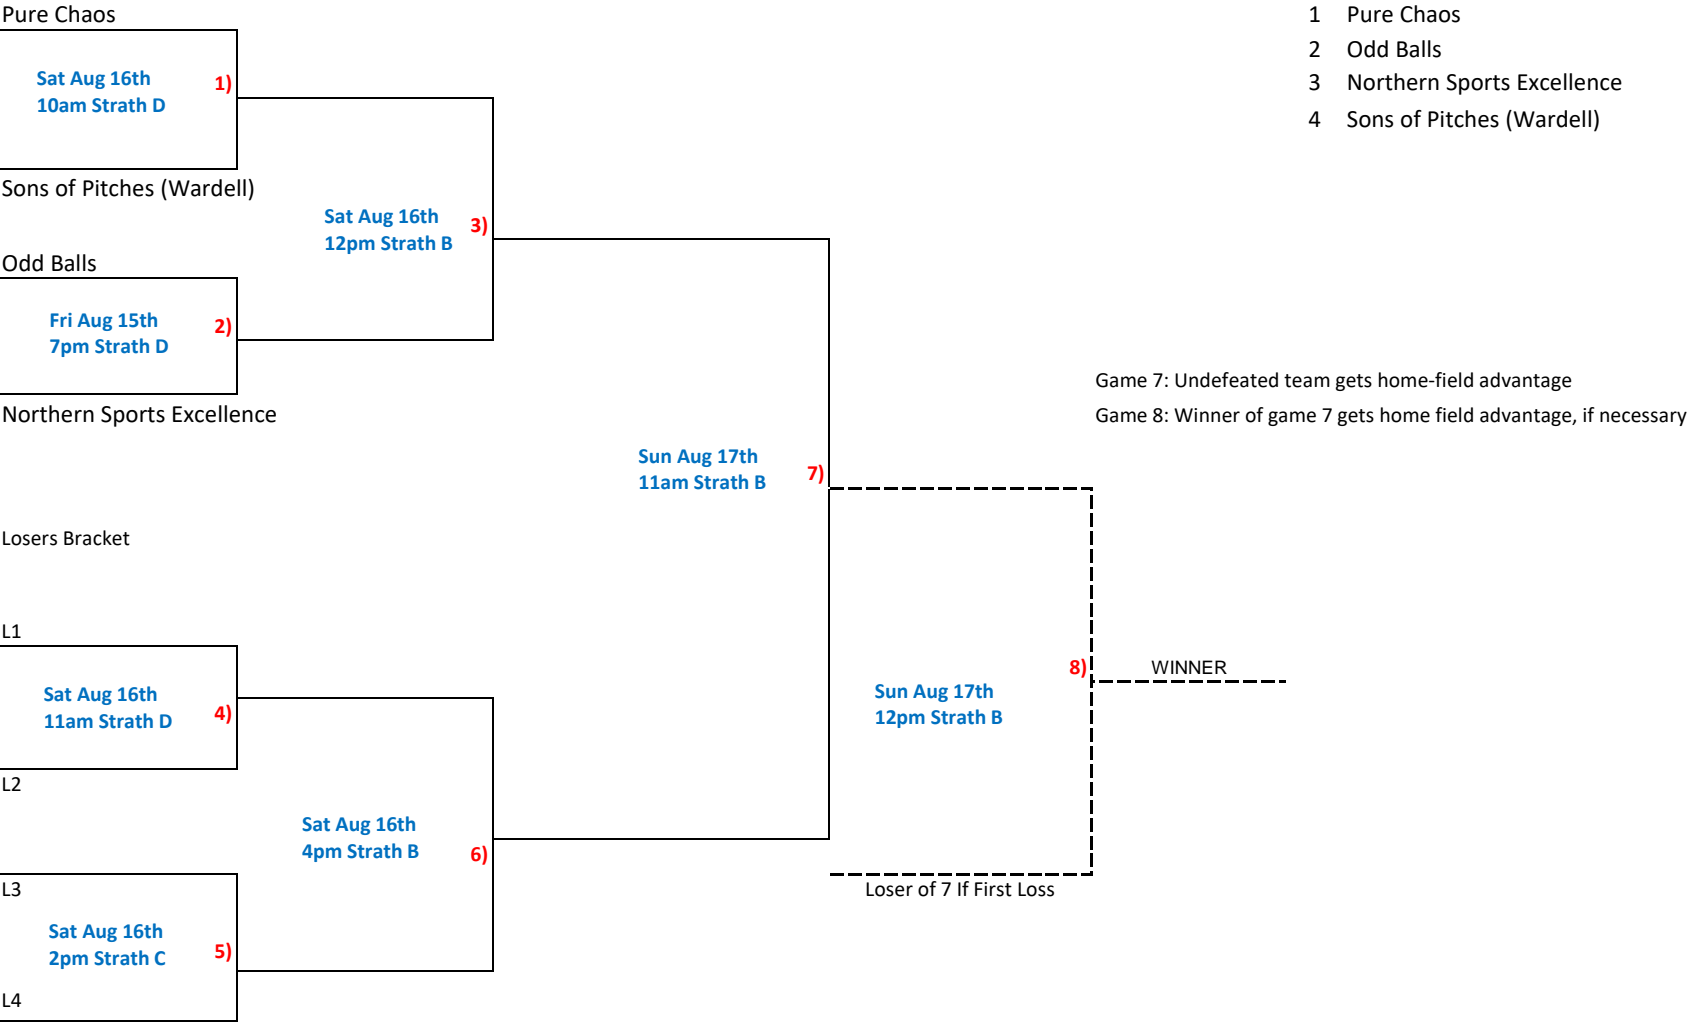 Pure Chaos
Sat Aug 16th
10am Strath D
1)
Sons of Pitches (Wardell)
Sat Aug 16th
12pm Strath B
3)
Odd Balls
Fri Aug 15th
7pm Strath D
2)
Northern Sports Excellence
1 Pure Chaos
2 Odd Balls
3 Northern Sports Excellence
4 Sons of Pitches (Wardell)
Game 7: Undefeated team gets home-field advantage
Game 8: Winner of game 7 gets home field advantage, if necessary
Sun Aug 17th
11am Strath B
7)
Losers Bracket
L1
Sat Aug 16th
11am Strath D
4)
L2
Sat Aug 16th
4pm Strath B
6)
L3
Sat Aug 16th
2pm Strath C
5)
L4
Sun Aug 17th
12pm Strath B
8)
WINNER
Loser of 7 If First Loss